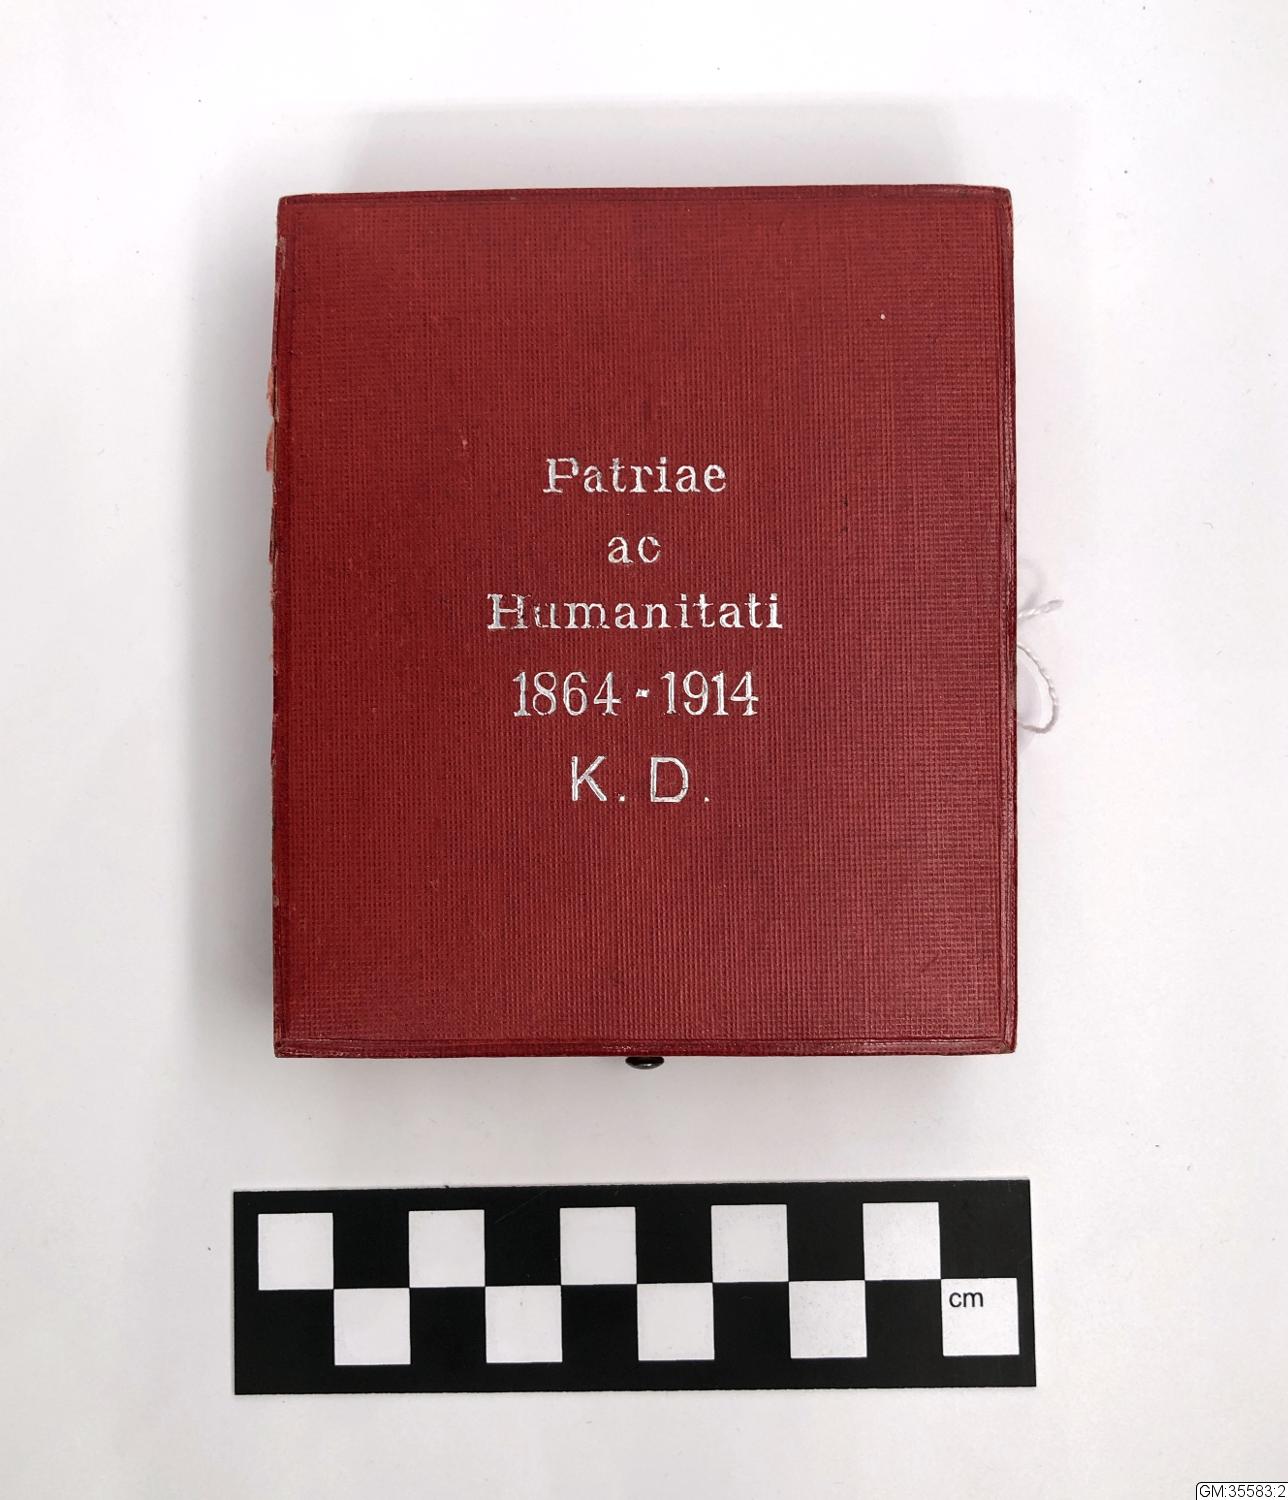 Patriae
ac
Humanitati
1864-1914
K. D.
cm
GM:35583:2